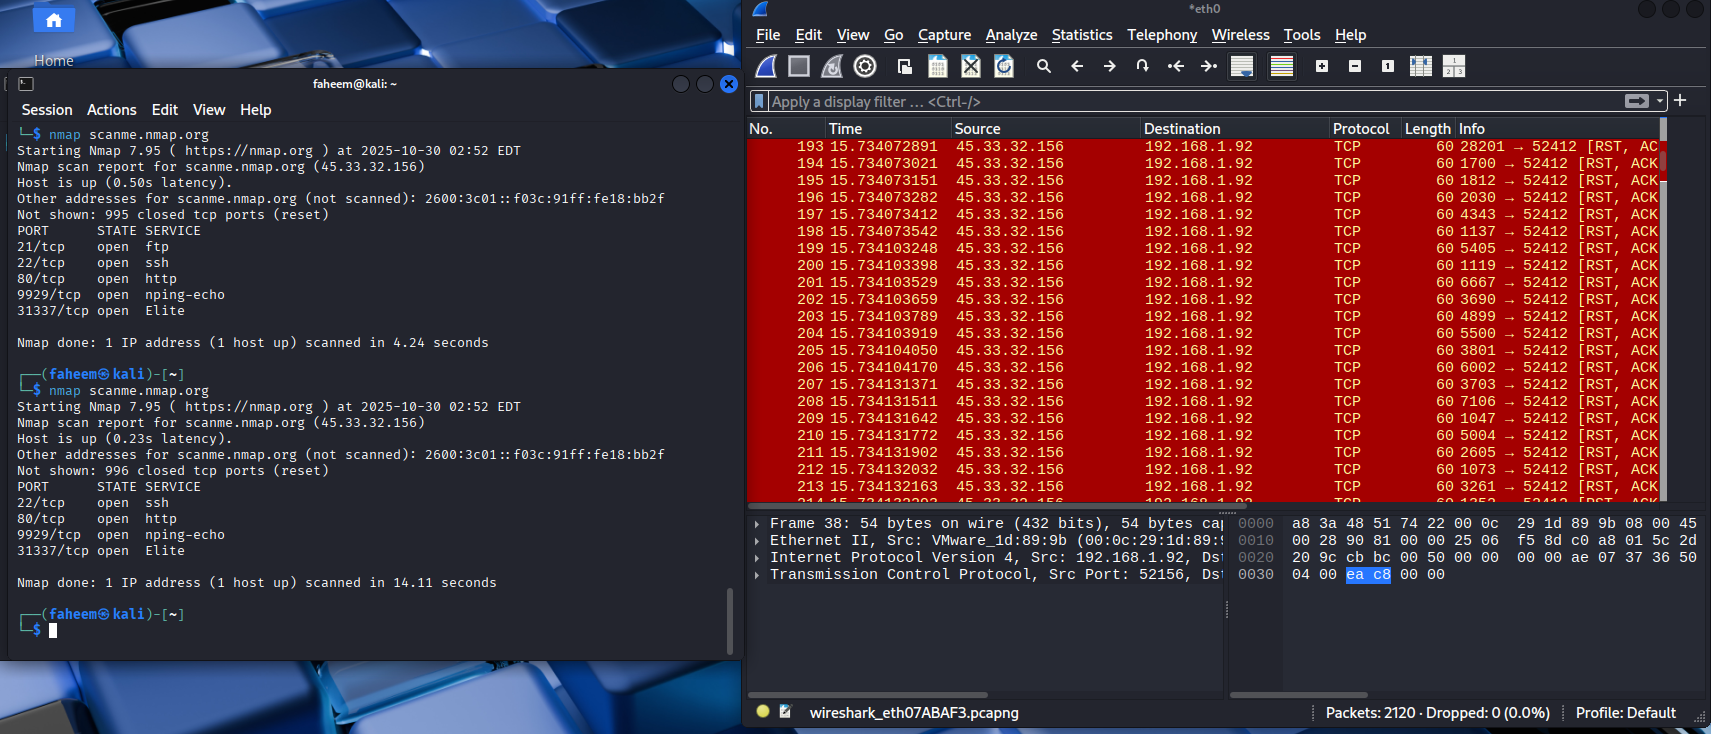 Home
faheem@kali: ~
Session Actions Edit View Help
└─$ nmap scanme.nmap.org
Starting Nmap 7.95 ( https://nmap.org ) at 2025-10-30 02:52 EDT
Nmap scan report for scanme.nmap.org (45.33.32.156)
Host is up (0.50s latency).
Other addresses for scanme.nmap.org (not scanned): 2600:3c01::f03c:91ff:fe18:bb2f
Not shown: 995 closed tcp ports (reset)
PORT      STATE SERVICE
21/tcp    open  ftp
22/tcp    open  ssh
80/tcp    open  http
9929/tcp  open  nping-echo
31337/tcp open  Elite
Nmap done: 1 IP address (1 host up) scanned in 4.24 seconds
┌──(faheem㉿kali)-[~]
└─$ nmap scanme.nmap.org
Starting Nmap 7.95 ( https://nmap.org ) at 2025-10-30 02:52 EDT
Nmap scan report for scanme.nmap.org (45.33.32.156)
Host is up (0.23s latency).
Other addresses for scanme.nmap.org (not scanned): 2600:3c01::f03c:91ff:fe18:bb2f
Not shown: 996 closed tcp ports (reset)
PORT      STATE SERVICE
22/tcp    open  ssh
80/tcp    open  http
9929/tcp  open  nping-echo
31337/tcp open  Elite
Nmap done: 1 IP address (1 host up) scanned in 14.11 seconds
┌──(faheem㉿kali)-[~]
└─$
*eth0
File Edit View Go Capture Analyze Statistics Telephony Wireless Tools Help
Apply a display filter ... <Ctrl-/>
No. Time Source Destination Protocol Length Info
193 15.734072891 45.33.32.156 192.168.1.92 TCP 60 28201 → 52412 [RST, AC
194 15.734073021 45.33.32.156 192.168.1.92 TCP 60 1700 → 52412 [RST, ACK
195 15.734073151 45.33.32.156 192.168.1.92 TCP 60 1812 → 52412 [RST, ACK
196 15.734073282 45.33.32.156 192.168.1.92 TCP 60 2030 → 52412 [RST, ACK
197 15.734073412 45.33.32.156 192.168.1.92 TCP 60 4343 → 52412 [RST, ACK
198 15.734073542 45.33.32.156 192.168.1.92 TCP 60 1137 → 52412 [RST, ACK
199 15.734103248 45.33.32.156 192.168.1.92 TCP 60 5405 → 52412 [RST, ACK
200 15.734103398 45.33.32.156 192.168.1.92 TCP 60 1119 → 52412 [RST, ACK
201 15.734103529 45.33.32.156 192.168.1.92 TCP 60 6667 → 52412 [RST, ACK
202 15.734103659 45.33.32.156 192.168.1.92 TCP 60 3690 → 52412 [RST, ACK
203 15.734103789 45.33.32.156 192.168.1.92 TCP 60 4899 → 52412 [RST, ACK
204 15.734103919 45.33.32.156 192.168.1.92 TCP 60 5500 → 52412 [RST, ACK
205 15.734104050 45.33.32.156 192.168.1.92 TCP 60 3801 → 52412 [RST, ACK
206 15.734104170 45.33.32.156 192.168.1.92 TCP 60 6002 → 52412 [RST, ACK
207 15.734131371 45.33.32.156 192.168.1.92 TCP 60 3703 → 52412 [RST, ACK
208 15.734131511 45.33.32.156 192.168.1.92 TCP 60 7106 → 52412 [RST, ACK
209 15.734131642 45.33.32.156 192.168.1.92 TCP 60 1047 → 52412 [RST, ACK
210 15.734131772 45.33.32.156 192.168.1.92 TCP 60 5004 → 52412 [RST, ACK
211 15.734131902 45.33.32.156 192.168.1.92 TCP 60 2605 → 52412 [RST, ACK
212 15.734132032 45.33.32.156 192.168.1.92 TCP 60 1073 → 52412 [RST, ACK
213 15.734132163 45.33.32.156 192.168.1.92 TCP 60 3261 → 52412 [RST, ACK
Frame 38: 54 bytes on wire (432 bits), 54 bytes cap
Ethernet II, Src: VMware_1d:89:9b (00:0c:29:1d:89:9
Internet Protocol Version 4, Src: 192.168.1.92, Dst
Transmission Control Protocol, Src Port: 52156, Dst
0000 a8 3a 48 51 74 22 00 0c 29 1d 89 9b 08 00 45
0010 00 28 90 81 00 00 25 06 f5 8d c0 a8 01 5c 2d
0020 20 9c cb bc 00 50 00 00 00 00 ae 07 37 36 50
0030 04 00 ea c8 00 00
wireshark_eth07ABAF3.pcapng
Packets: 2120 · Dropped: 0 (0.0%)
Profile: Default